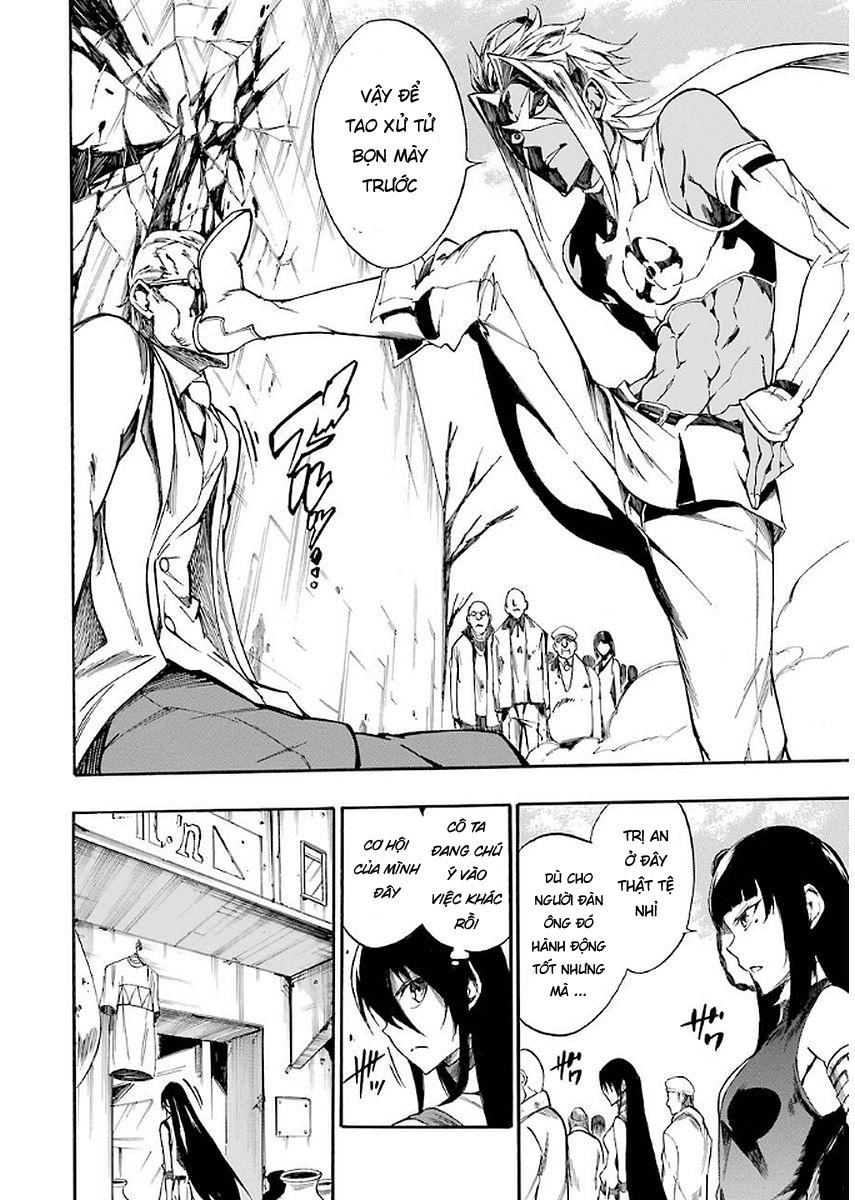 VẬY ĐỂ
TAO XỬ TỬ
BỌN MÀY
TRƯỚC
TRỊ AN
Ở ĐÂY
THẬT TỆ
NHỈ
DÙ CHO
NGƯỜI ĐÀN
ÔNG ĐÓ
HÀNH ĐỘNG
TỐT NHƯNG
MÀ ...
CÔ TA
ĐANG CHÚ
Ý VÀO
VIỆC KHÁC
RỒI
CƠ HỘI
CỦA MÌNH
ĐÂY